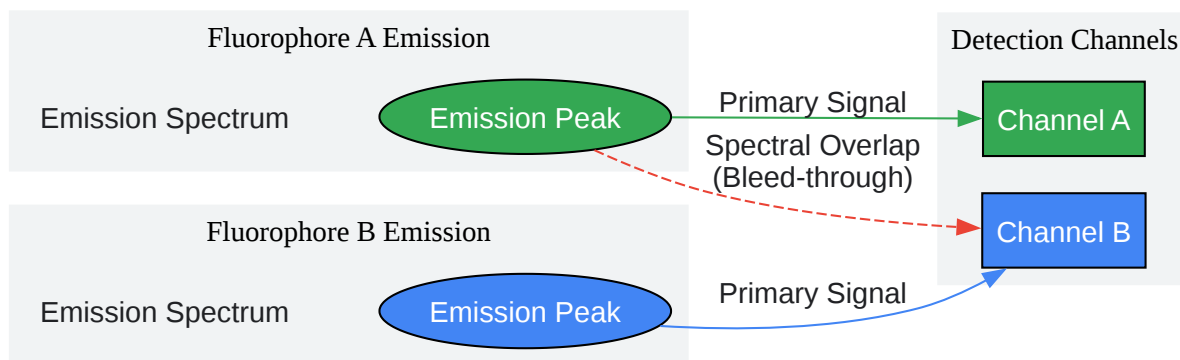 Fluorophore A Emission
Emission Spectrum
Emission Peak
Primary Signal
Spectral Overlap
(Bleed-through)
Detection Channels
Channel A
Channel B
Fluorophore B Emission
Emission Spectrum
Emission Peak
Primary Signal